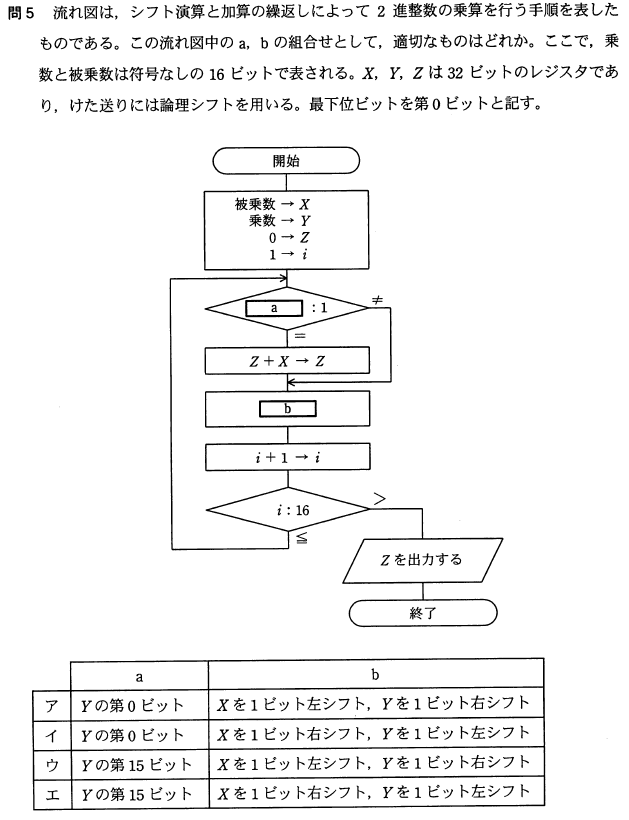 問5 流れ図は，シフト演算と加算の繰返しによって 2 進整数の乗算を行う手順を表した
ものである。この流れ図中の a，b の組合せとして，適切なものはどれか。ここで，乗
数と被乗数は符号なしの 16 ビットで表される。X，Y，Z は 32 ビットのレジスタであ
り，けた送りには論理シフトを用いる。最下位ビットを第 0 ビットと記す。
開始
被乗数 → X
乗数 → Y
0 → Z
1 → i
a : 1
≠
=
Z + X → Z
b
i + 1 → i
i : 16
>
≦
Z を出力する
終了
a b
ア Y の第 0 ビット X を 1 ビット左シフト，Y を 1 ビット右シフト
イ Y の第 0 ビット X を 1 ビット右シフト，Y を 1 ビット左シフト
ウ Y の第 15 ビット X を 1 ビット左シフト，Y を 1 ビット右シフト
エ Y の第 15 ビット X を 1 ビット右シフト，Y を 1 ビット左シフト